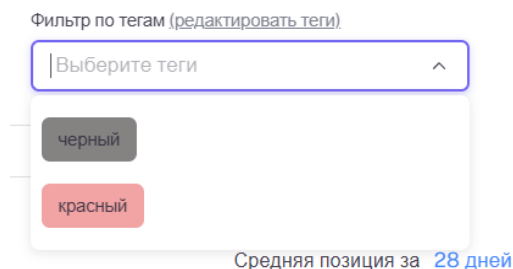 Фильтр по тегам (редактировать теги)
Выберите теги
черный
красный
Средняя позиция за 28 дней